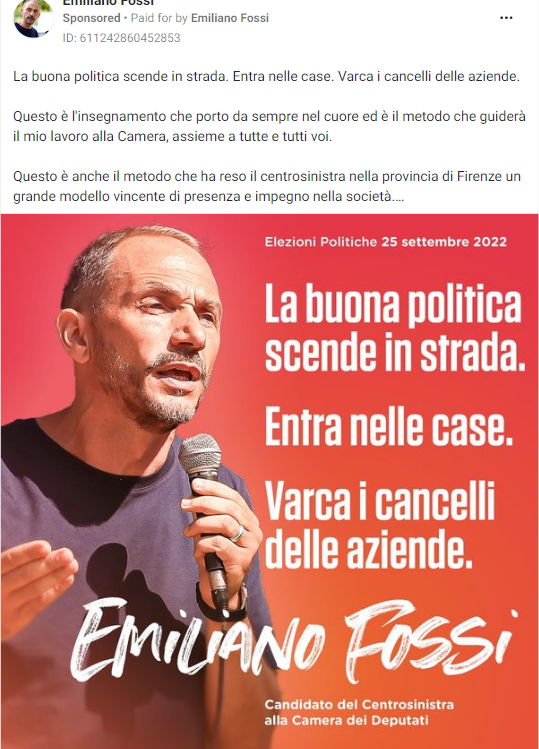 Emiliano Fossi
Sponsored • Paid for by Emiliano Fossi
ID: 611242860452853
La buona politica scende in strada. Entra nelle case. Varca i cancelli delle aziende.
Questo è l'insegnamento che porto da sempre nel cuore ed è il metodo che guiderà
il mio lavoro alla Camera, assieme a tutte e tutti voi.
Questo è anche il metodo che ha reso il centrosinistra nella provincia di Firenze un
grande modello vincente di presenza e impegno nella società....
Elezioni Politiche 25 settembre 2022
La buona politica
scende in strada.
Entra nelle case.
Varca i cancelli
delle aziende.
EMILIANO FOSSI
Candidato del Centrosinistra
alla Camera dei Deputati